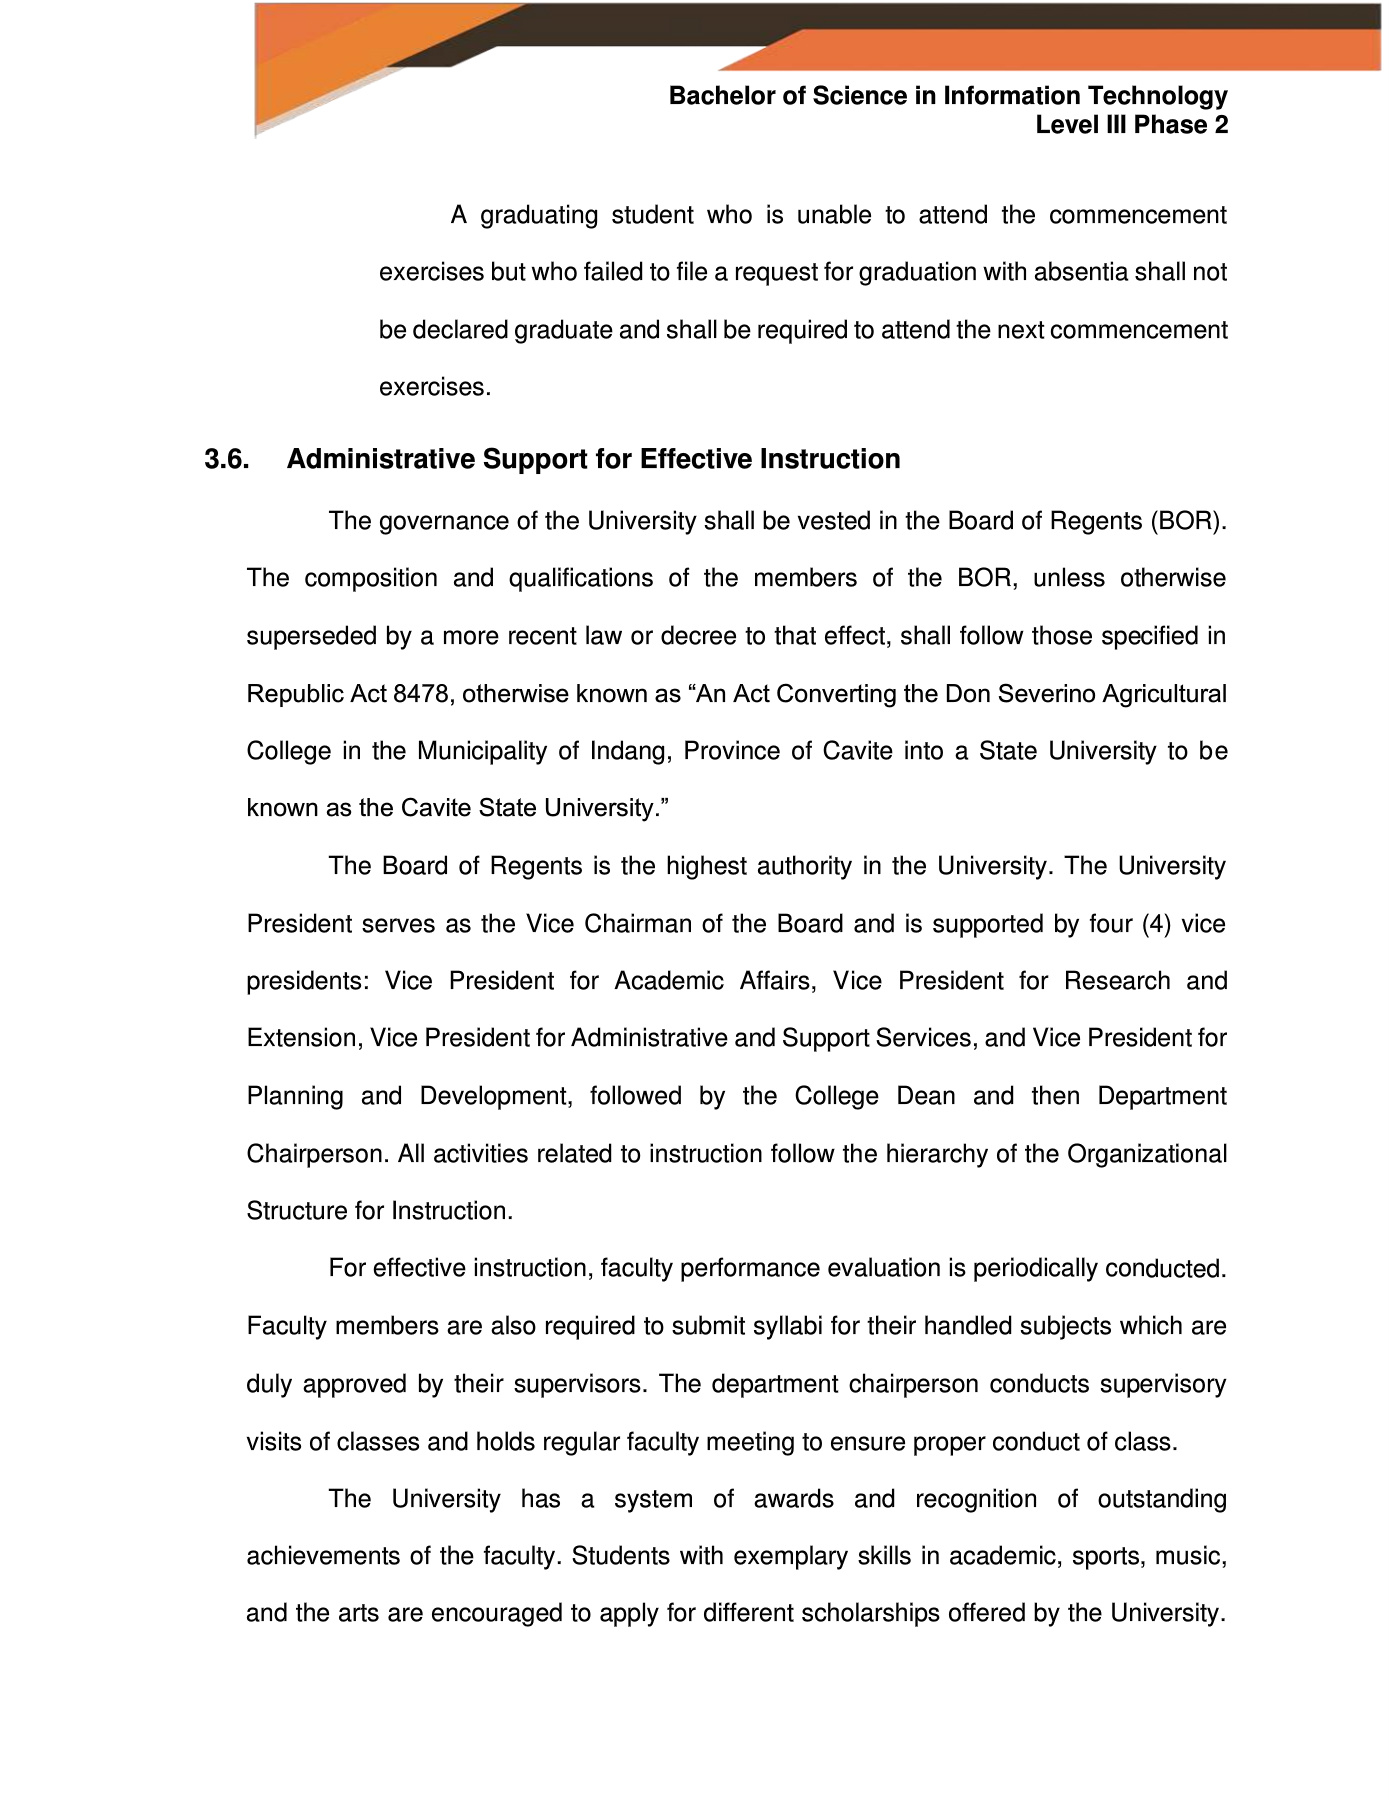 Bachelor of Science in Information Technology
Level III Phase 2
A graduating student who is unable to attend the commencement
exercises but who failed to file a request for graduation with absentia shall not
be declared graduate and shall be required to attend the next commencement
exercises.
3.6. Administrative Support for Effective Instruction
The governance of the University shall be vested in the Board of Regents (BOR).
The composition and qualifications of the members of the BOR, unless otherwise
superseded by a more recent law or decree to that effect, shall follow those specified in
Republic Act 8478, otherwise known as “An Act Converting the Don Severino Agricultural
College in the Municipality of Indang, Province of Cavite into a State University to be
known as the Cavite State University.”
The Board of Regents is the highest authority in the University. The University
President serves as the Vice Chairman of the Board and is supported by four (4) vice
presidents: Vice President for Academic Affairs, Vice President for Research and
Extension, Vice President for Administrative and Support Services, and Vice President for
Planning and Development, followed by the College Dean and then Department
Chairperson. All activities related to instruction follow the hierarchy of the Organizational
Structure for Instruction.
For effective instruction, faculty performance evaluation is periodically conducted.
Faculty members are also required to submit syllabi for their handled subjects which are
duly approved by their supervisors. The department chairperson conducts supervisory
visits of classes and holds regular faculty meeting to ensure proper conduct of class.
The University has a system of awards and recognition of outstanding
achievements of the faculty. Students with exemplary skills in academic, sports, music,
and the arts are encouraged to apply for different scholarships offered by the University.